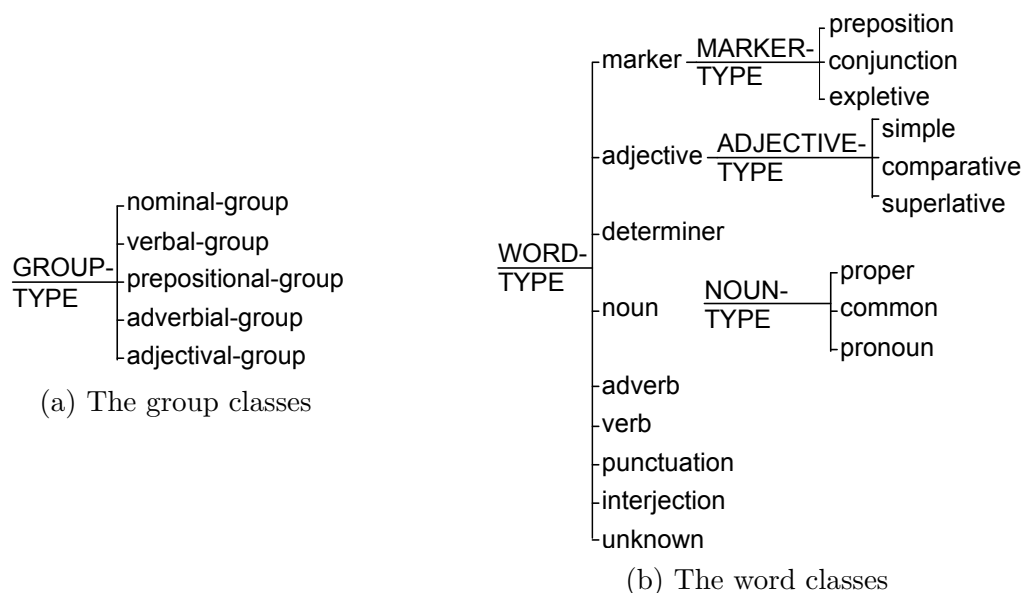 GROUP-
TYPE
nominal-group
verbal-group
prepositional-group
adverbial-group
adjectival-group
(a) The group classes
WORD-
TYPE
marker
MARKER-
TYPE
preposition
conjunction
expletive
adjective
ADJECTIVE-
TYPE
simple
comparative
superlative
determiner
noun
NOUN-
TYPE
proper
common
pronoun
adverb
verb
punctuation
interjection
unknown
(b) The word classes